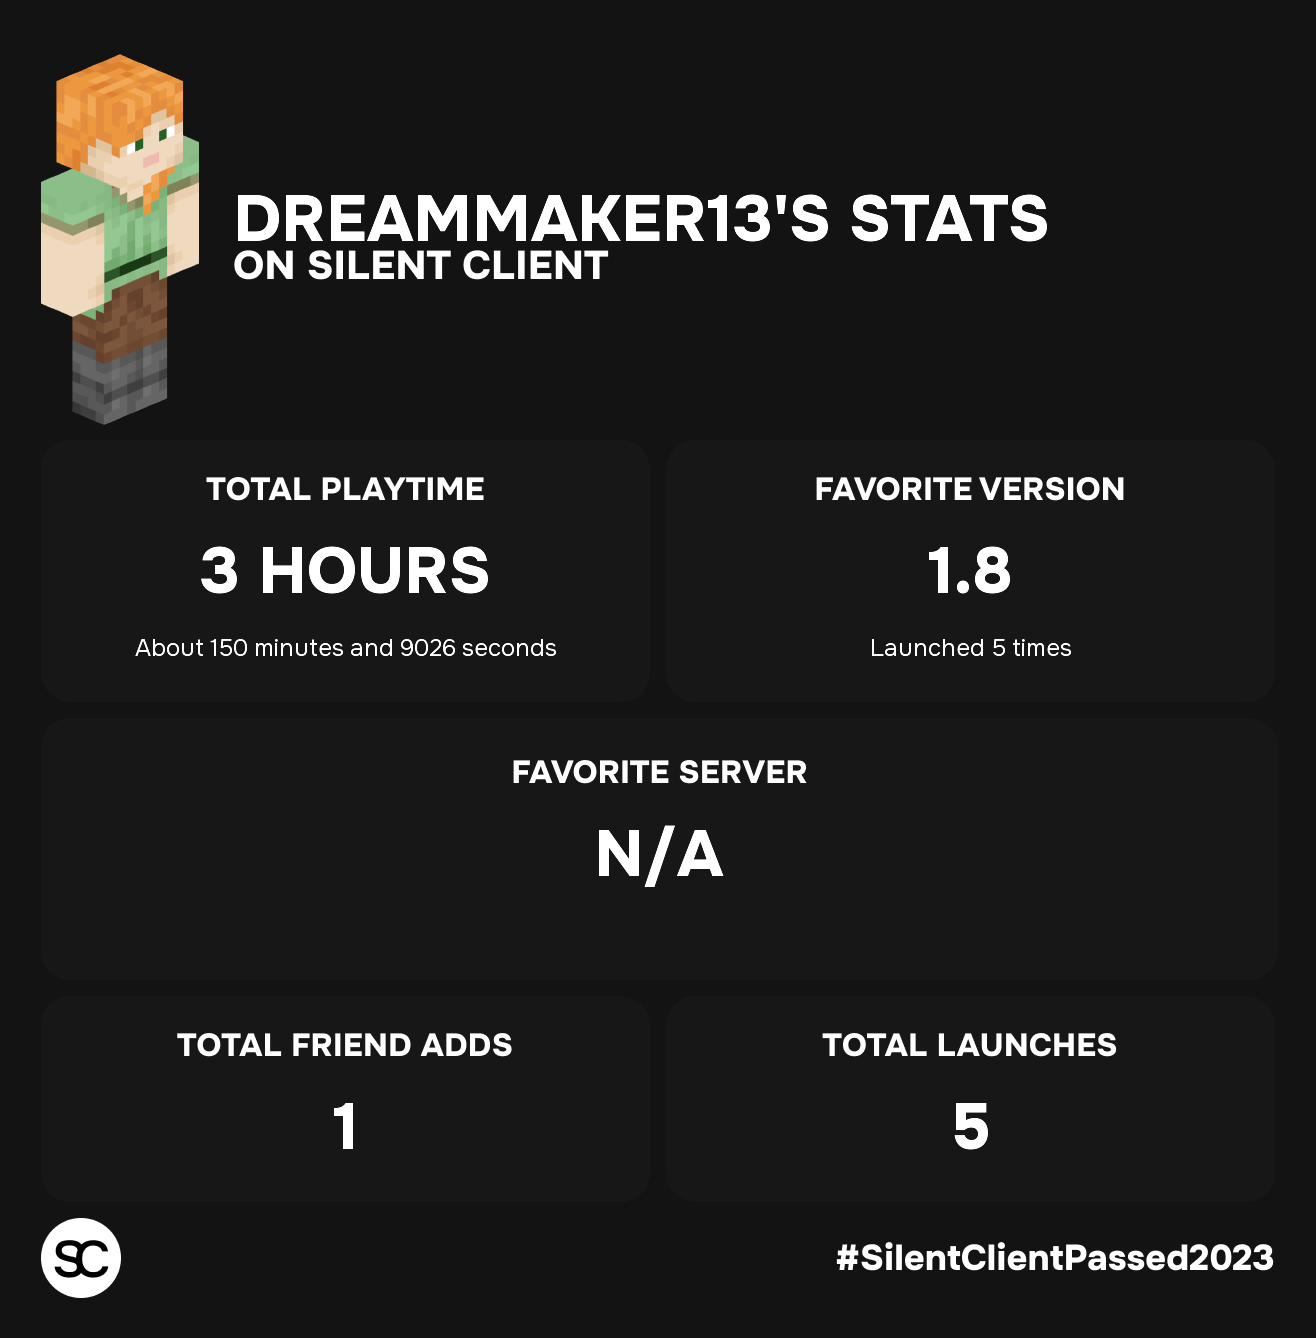 DREAMMAKER13'S STATS
ON SILENT CLIENT
TOTAL PLAYTIME
3 HOURS
About 150 minutes and 9026 seconds
FAVORITE VERSION
1.8
Launched 5 times
FAVORITE SERVER
N/A
TOTAL FRIEND ADDS
1
TOTAL LAUNCHES
5
SC
#SilentClientPassed2023